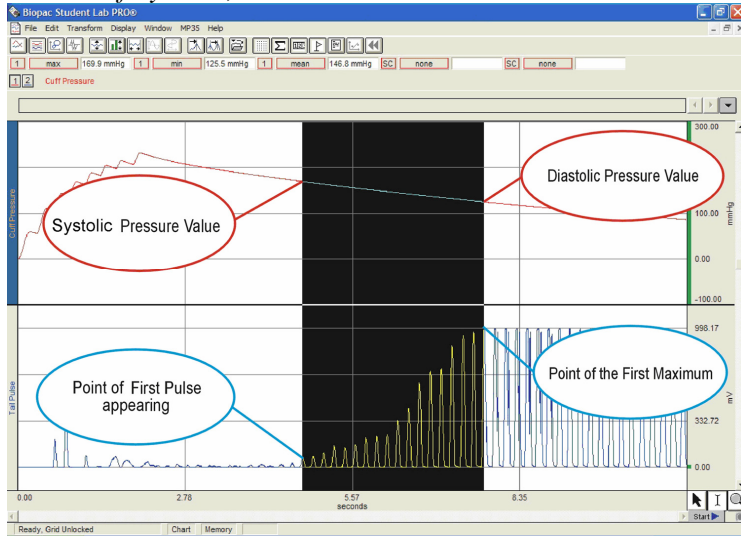 Biopac Student Lab PRO®
File Edit Transform Display Window MP35 Help
1 max 169.9 mmHg 1 min 125.5 mmHg 1 mean 146.8 mmHg SC none SC none
1 2 Cuff Pressure
300.00
Diastolic Pressure Value
Systolic Pressure Value
Cuff Pressure
100.00
mmHg
0.00
-100.00
998.17
Point of the First Maximum
Point of First Pulse
appearing
Tail Pulse
mV
332.72
0.00
0.00 2.78 5.57 8.35
seconds
Start
Ready, Grid Unlocked Chart Memory